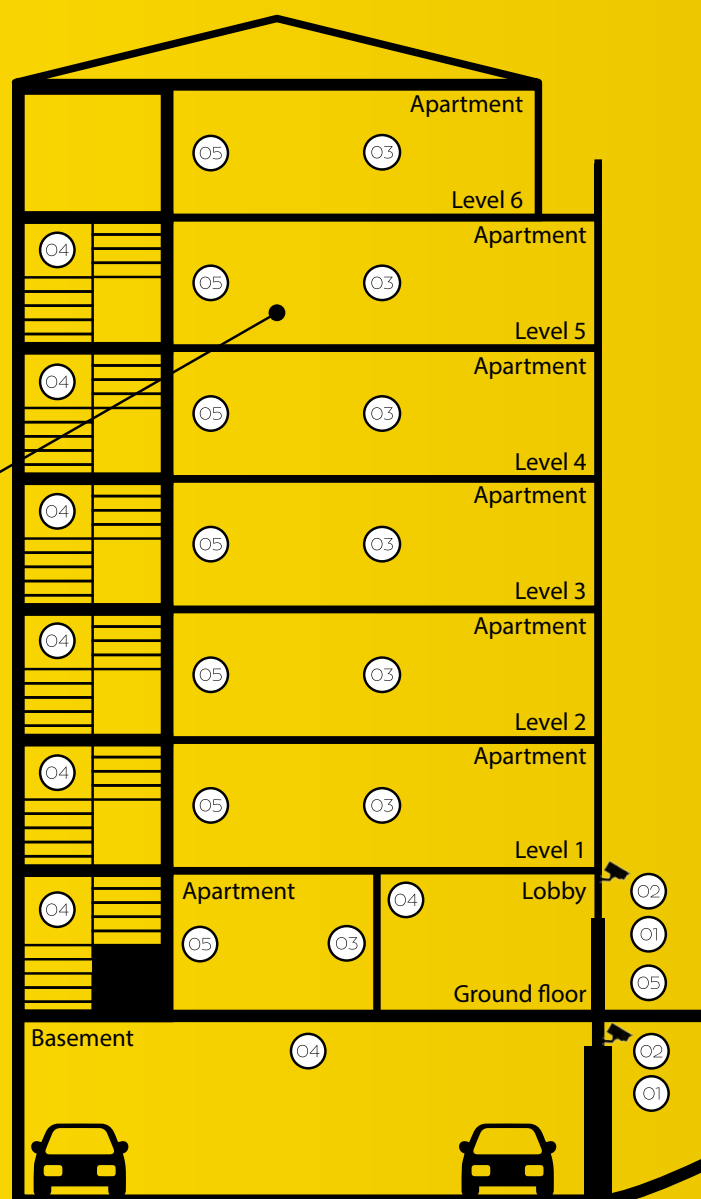 Apartment
05 03
Level 6
Apartment
04 05 03
Level 5
Apartment
04 05 03
Level 4
Apartment
04 05 03
Level 3
Apartment
04 05 03
Level 2
Apartment
04 05 03
Level 1
Apartment Lobby 02
04 04
05 03 01
Ground floor 05
Basement 04 02
01